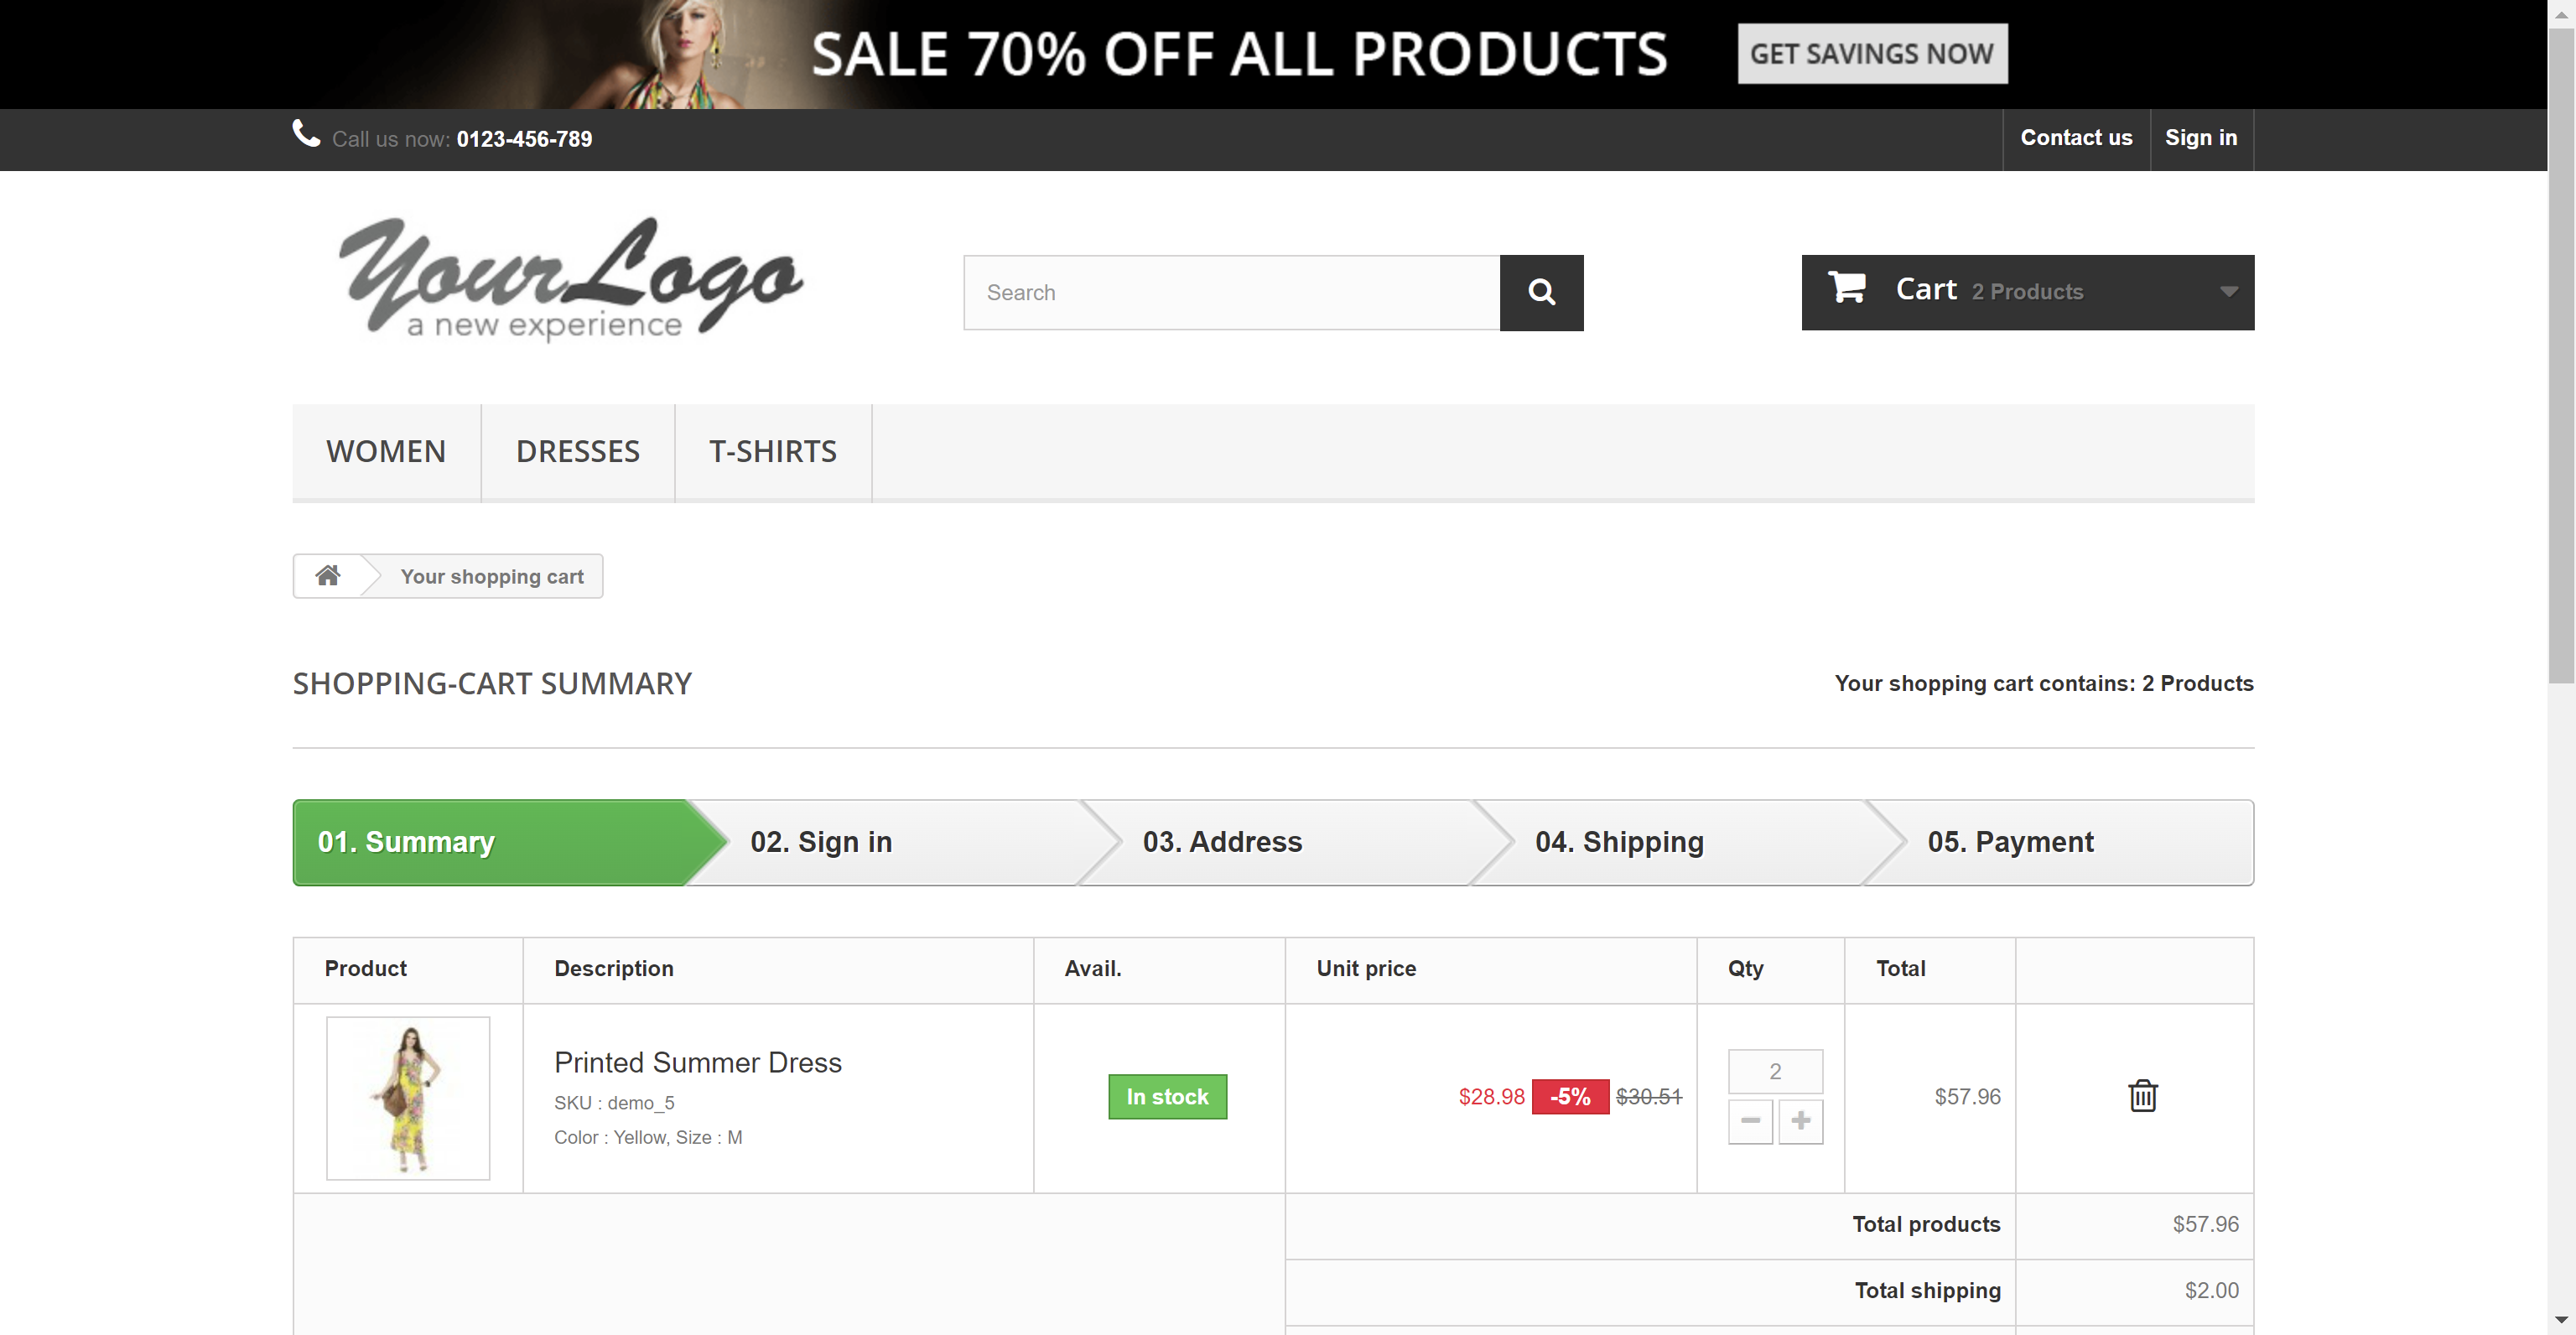 SALE 70% OFF ALL PRODUCTS GET SAVINGS NOW
Call us now: 0123-456-789 Contact us Sign in
Your Logo
a new experience
Search
Cart 2 Products
WOMEN DRESSES T-SHIRTS
Your shopping cart
SHOPPING-CART SUMMARY Your shopping cart contains: 2 Products
01. Summary 02. Sign in 03. Address 04. Shipping 05. Payment
Product Description Avail. Unit price Qty Total
Printed Summer Dress
SKU : demo_5
Color : Yellow, Size : M
In stock
$28.98 -5% $30.51
2
$57.96
Total products $57.96
Total shipping $2.00